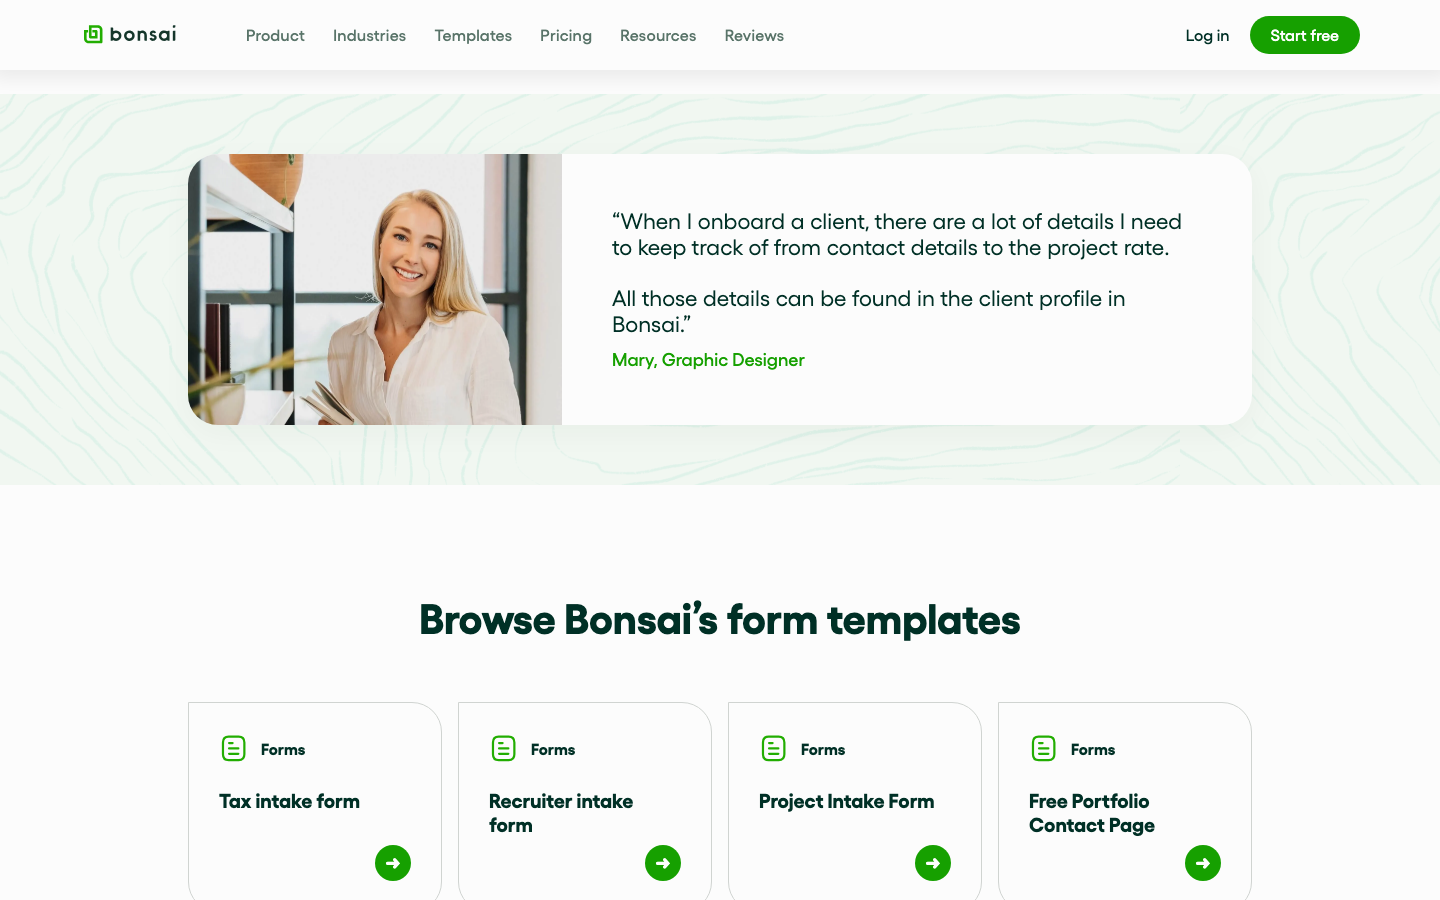 bonsai
Product
Industries
Templates
Pricing
Resources
Reviews
Log in
Start free
“When I onboard a client, there are a lot of details I need
to keep track of from contact details to the project rate.
All those details can be found in the client profile in
Bonsai.”
Mary, Graphic Designer
Browse Bonsai’s form templates
Forms
Tax intake form
Forms
Recruiter intake
form
Forms
Project Intake Form
Forms
Free Portfolio
Contact Page